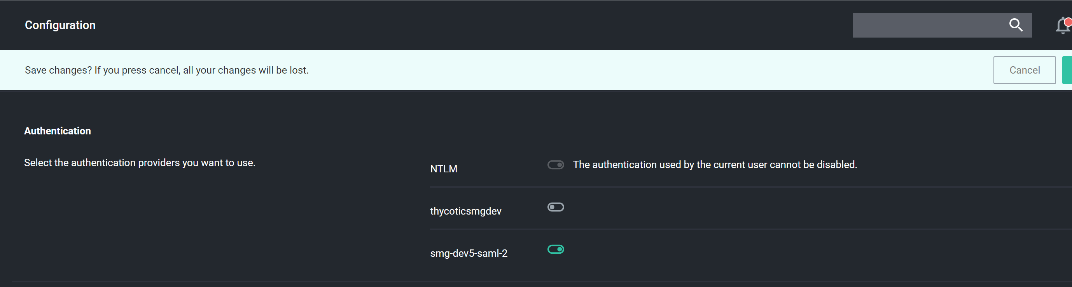 Configuration
Save changes? If you press cancel, all your changes will be lost.
Cancel
Authentication
Select the authentication providers you want to use.
NTLM
The authentication used by the current user cannot be disabled.
thycoticsmgdev
smg-dev5-saml-2